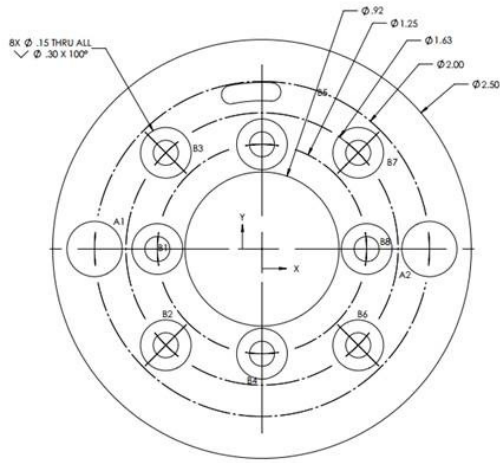 Ø.92
Ø1.25
8X Ø .15 THRU ALL
Ø1.63
⌵ Ø .30 X 100°
Ø2.00
Ø2.50
B5
B3
B7
A1
Y
B1
B8
X
A2
B2
B6
B4